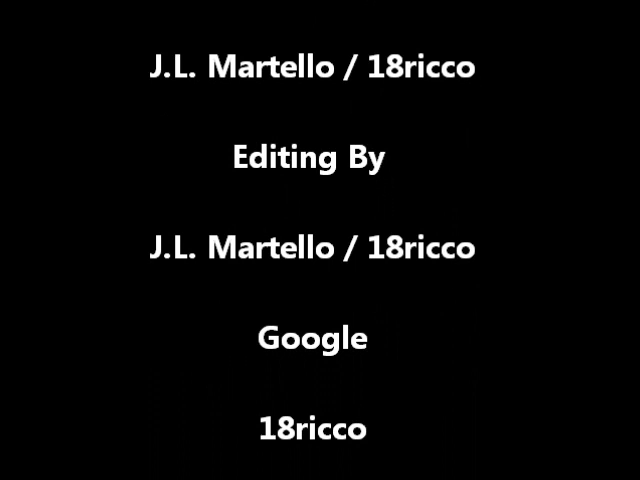 J.L. Martello / 18ricco
Editing By
J.L. Martello / 18ricco
Google
18ricco